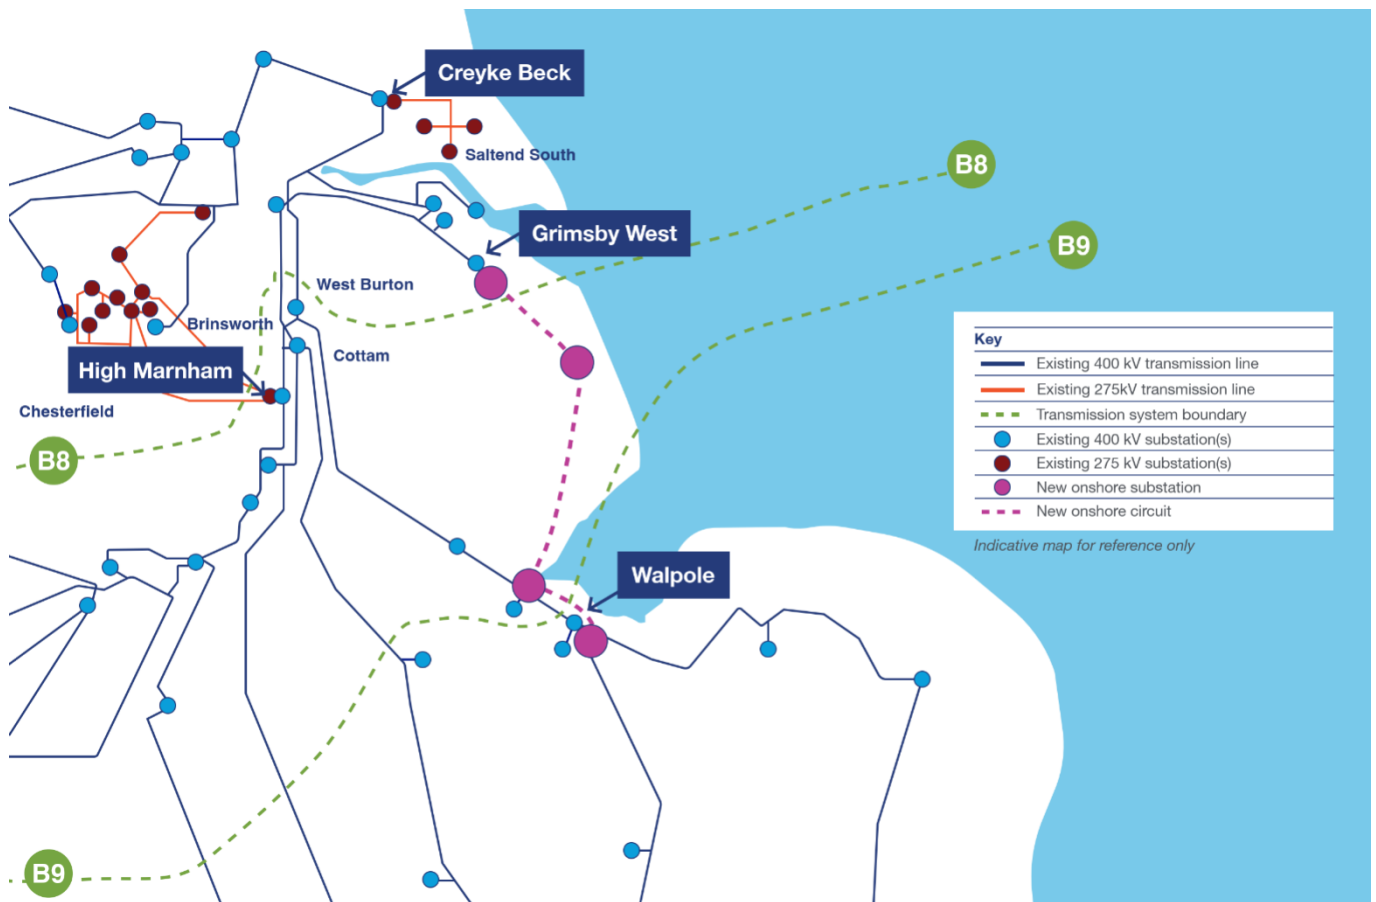 Creyke Beck
Saltend South
B8
Grimsby West
B9
West Burton
Brinsworth
Cottam
High Marnham
Chesterfield
B8
Key
Existing 400 kV transmission line
Existing 275kV transmission line
Transmission system boundary
Existing 400 kV substation(s)
Existing 275 kV substation(s)
New onshore substation
New onshore circuit
Indicative map for reference only
Walpole
B9